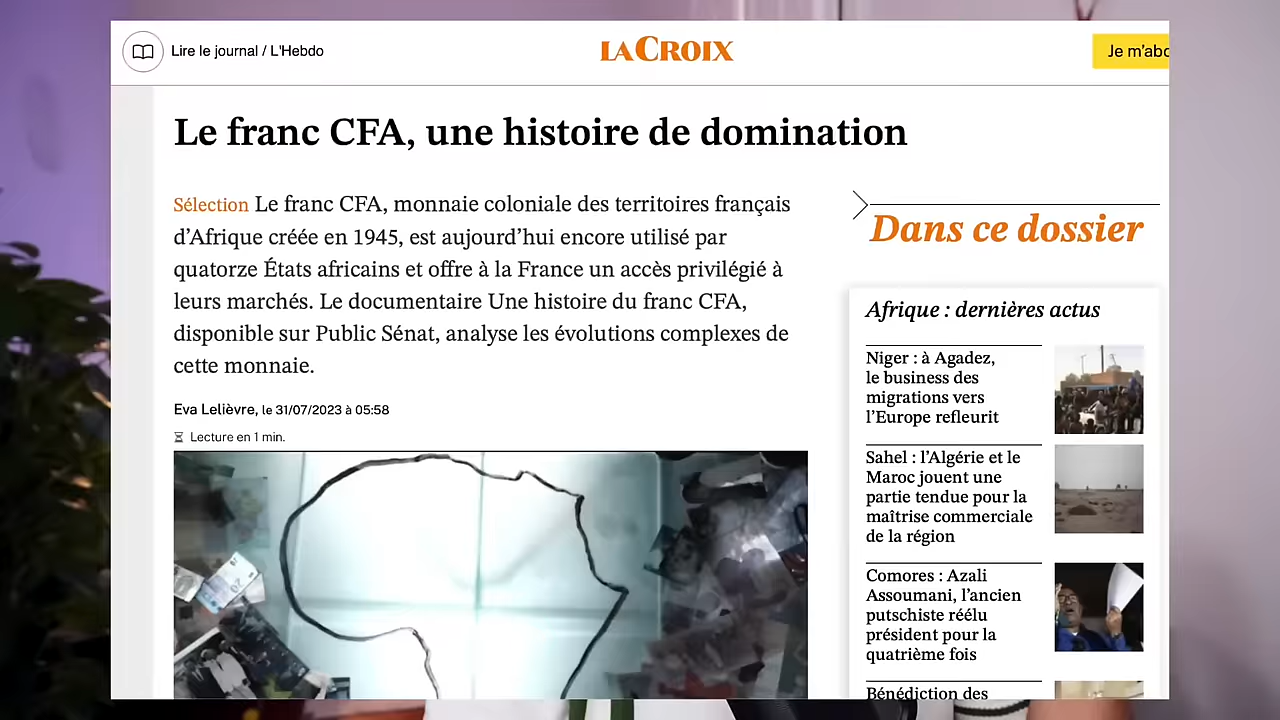 Lire le journal / L'Hebdo
LA CROIX
Je m'abo
Le franc CFA, une histoire de domination
Sélection Le franc CFA, monnaie coloniale des territoires français
d'Afrique créée en 1945, est aujourd'hui encore utilisé par
quatorze États africains et offre à la France un accès privilégié à
leurs marchés. Le documentaire Une histoire du franc CFA,
disponible sur Public Sénat, analyse les évolutions complexes de
cette monnaie.
Eva Lelièvre, le 31/07/2023 à 05:58
Lecture en 1 min.
Dans ce dossier
Afrique : dernières actus
Niger : à Agadez,
le business des
migrations vers
l'Europe refleurit
Sahel : l'Algérie et le
Maroc jouent une
partie tendue pour la
maîtrise commerciale
de la région
Comores : Azali
Assoumani, l'ancien
putschiste réélu
président pour la
quatrième fois
Bénédiction des